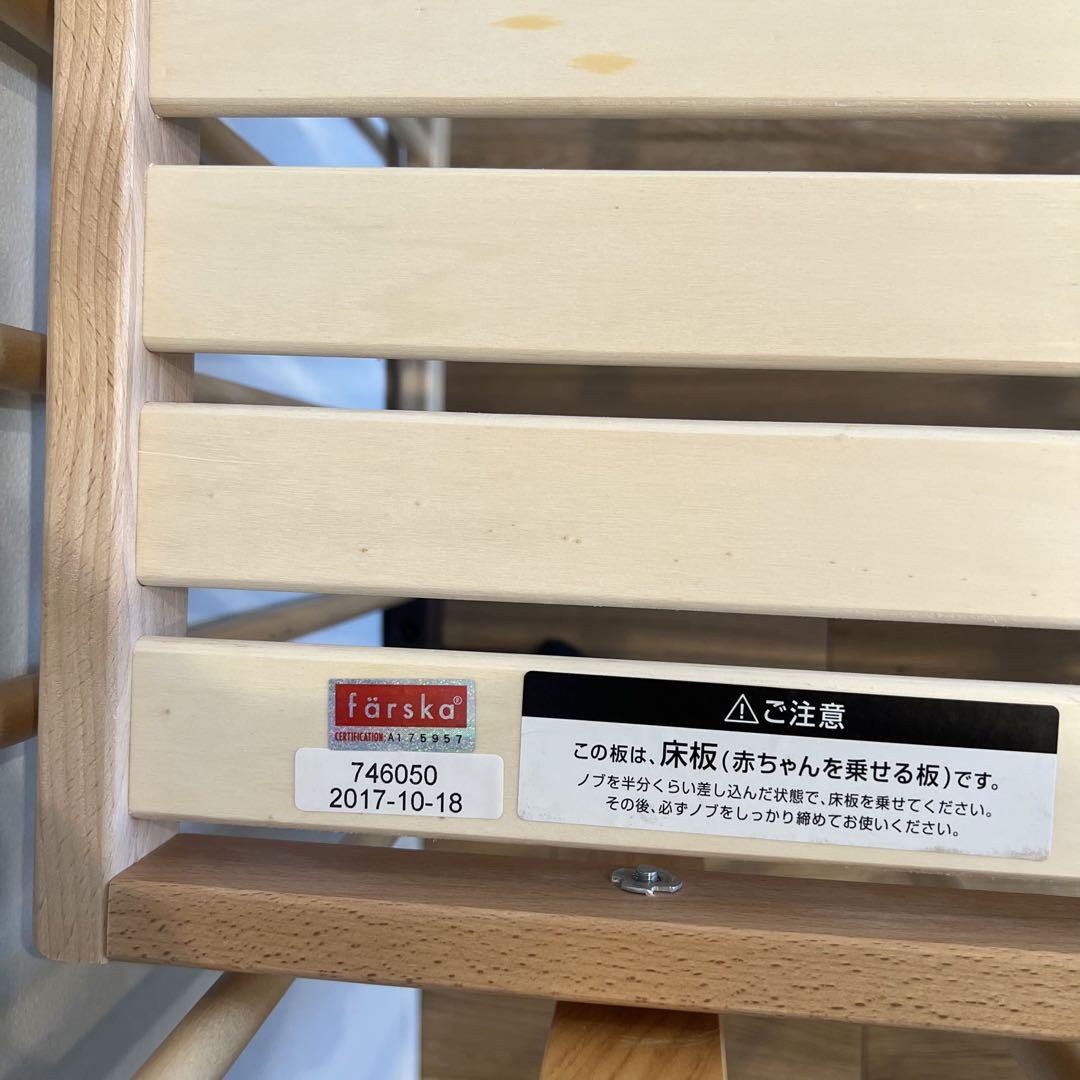 färska®
CERTIFICATION: A175957
746050
2017-10-18
⚠ご注意
この板は、床板(赤ちゃんを乗せる板)です。
ノブを半分くらい差し込んだ状態で、床板を乗せてください。
その後、必ずノブをしっかり締めてお使いください。